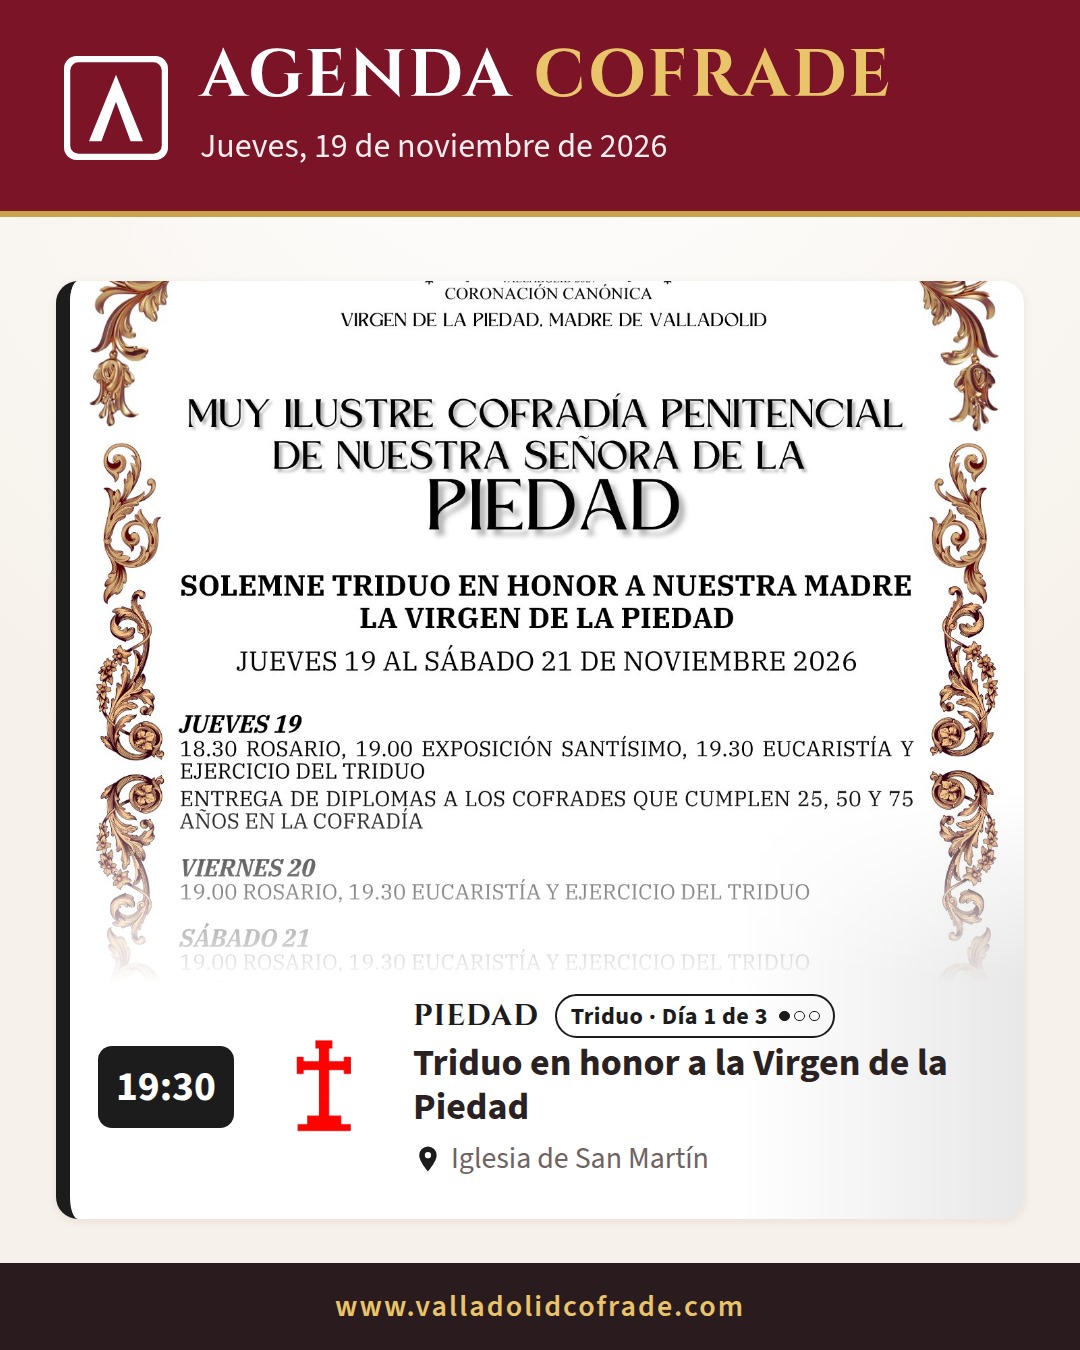 AGENDA COFRADE
Jueves, 19 de noviembre de 2026
CORONACIÓN CANÓNICA
VIRGEN DE LA PIEDAD, MADRE DE VALLADOLID
MUY ILUSTRE COFRADÍA PENITENCIAL
DE NUESTRA SEÑORA DE LA
PIEDAD
SOLEMNE TRIDUO EN HONOR A NUESTRA MADRE
LA VIRGEN DE LA PIEDAD
JUEVES 19 AL SÁBADO 21 DE NOVIEMBRE 2026
JUEVES 19
18.30 ROSARIO, 19.00 EXPOSICIÓN SANTÍSIMO, 19.30 EUCARISTÍA Y
EJERCICIO DEL TRIDUO
ENTREGA DE DIPLOMAS A LOS COFRADES QUE CUMPLEN 25, 50 Y 75
AÑOS EN LA COFRADÍA
VIERNES 20
19.00 ROSARIO, 19.30 EUCARISTÍA Y EJERCICIO DEL TRIDUO
SÁBADO 21
19.00 ROSARIO, 19.30 EUCARISTÍA Y EJERCICIO DEL TRIDUO
PIEDAD Triduo · Día 1 de 3
19:30
Triduo en honor a la Virgen de la
Piedad
Iglesia de San Martín
www.valladolidcofrade.com